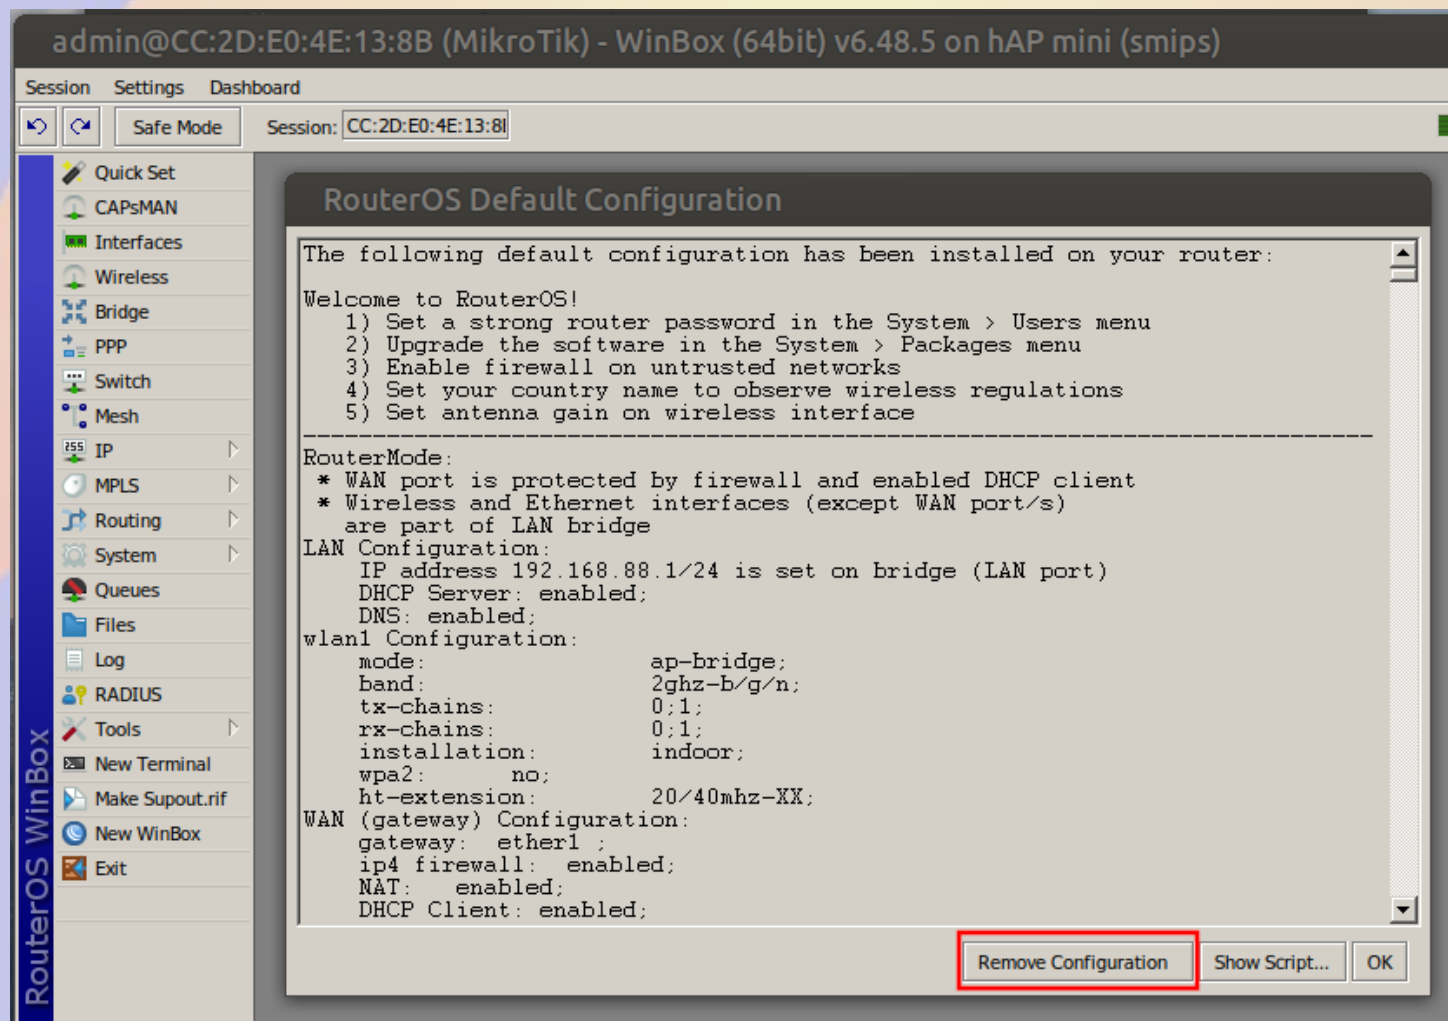 admin@CC:2D:E0:4E:13:8B (MikroTik) - WinBox (64bit) v6.48.5 on hAP mini (smips)
Session Settings Dashboard
Safe Mode Session: CC:2D:E0:4E:13:8
Quick Set
CAPsMAN
Interfaces
Wireless
Bridge
PPP
Switch
Mesh
255 IP
MPLS
Routing
System
Queues
Files
Log
RADIUS
Tools
New Terminal
Make Supout.rif
New WinBox
Exit
RouterOS WinBox
RouterOS Default Configuration
The following default configuration has been installed on your router:
Welcome to RouterOS!
1) Set a strong router password in the System > Users menu
2) Upgrade the software in the System > Packages menu
3) Enable firewall on untrusted networks
4) Set your country name to observe wireless regulations
5) Set antenna gain on wireless interface
-----------------------------------------------------------------------------
RouterMode:
* WAN port is protected by firewall and enabled DHCP client
* Wireless and Ethernet interfaces (except WAN port/s)
are part of LAN bridge
LAN Configuration:
IP address 192.168.88.1/24 is set on bridge (LAN port)
DHCP Server: enabled;
DNS: enabled;
wlan1 Configuration:
mode: ap-bridge;
band: 2ghz-b/g/n;
tx-chains: 0;1;
rx-chains: 0;1;
installation: indoor;
wpa2: no;
ht-extension: 20/40mhz-XX;
WAN (gateway) Configuration:
gateway: ether1 ;
ip4 firewall: enabled;
NAT: enabled;
DHCP Client: enabled;
Remove Configuration Show Script... OK